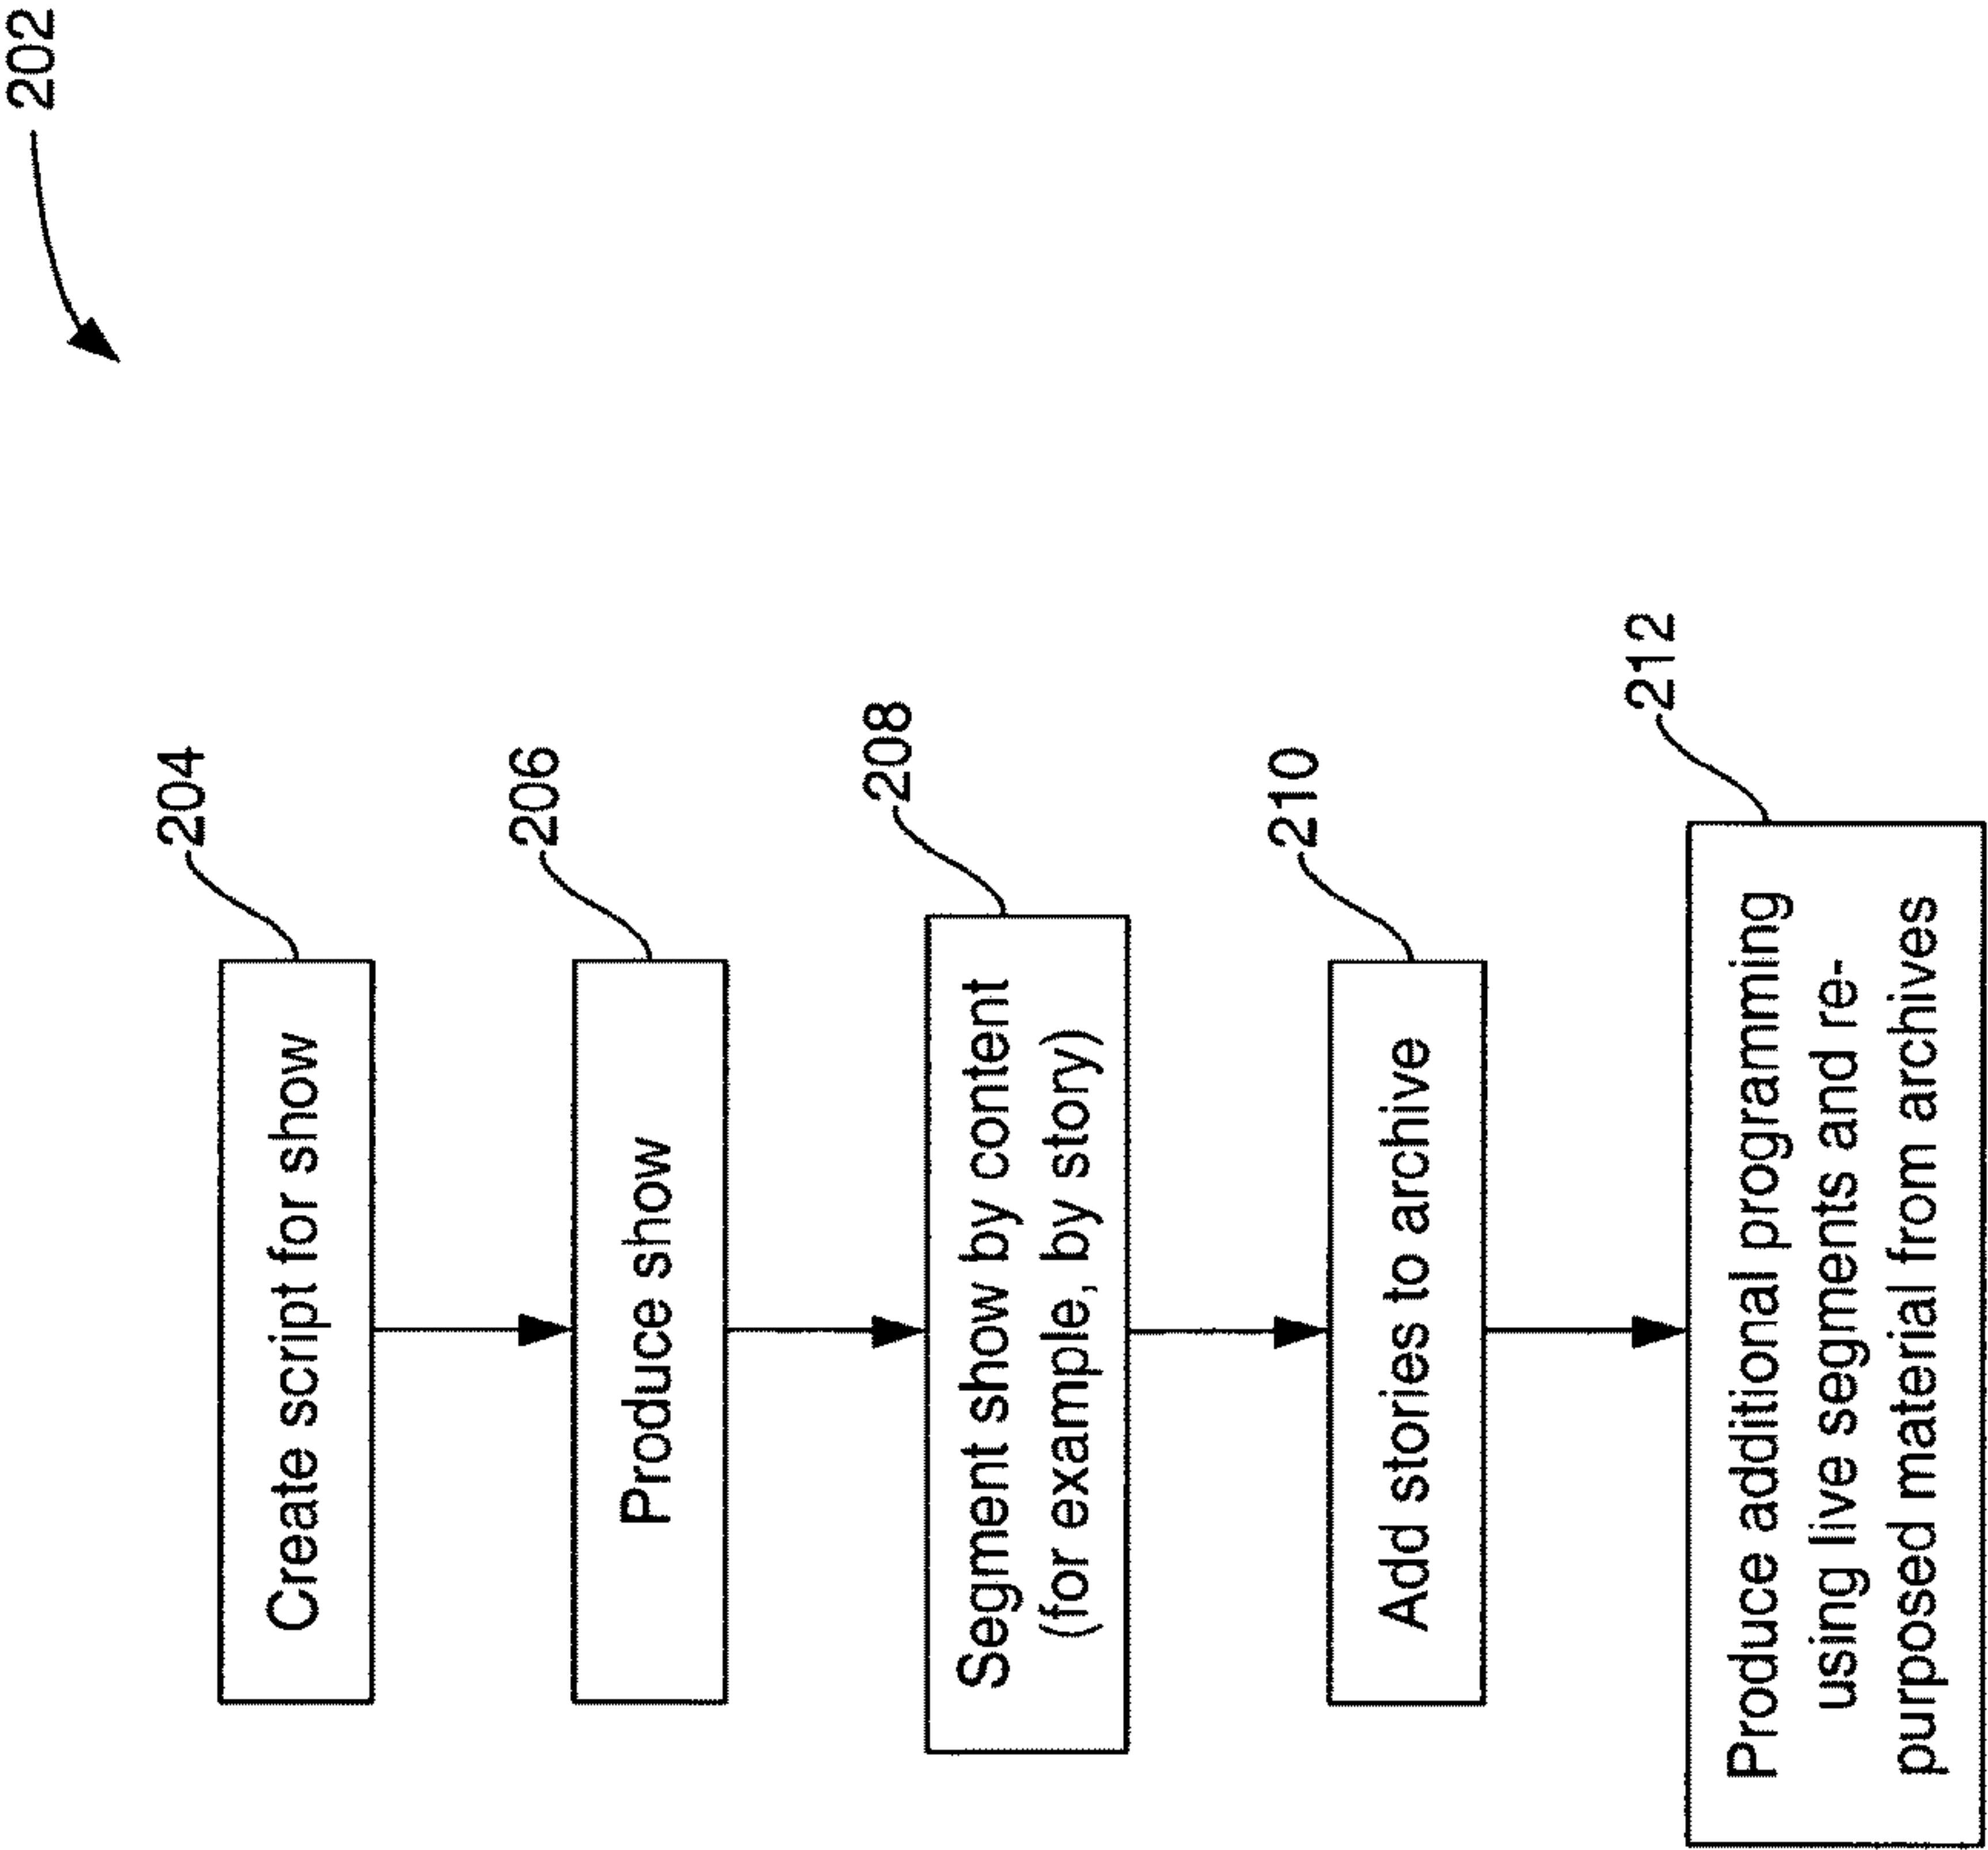 202
204
Create script for show
206
Produce show
208
Segment show by content
(for example, by story)
210
Add stories to archive
212
Produce additional programming
using live segments and re-
purposed material from archives